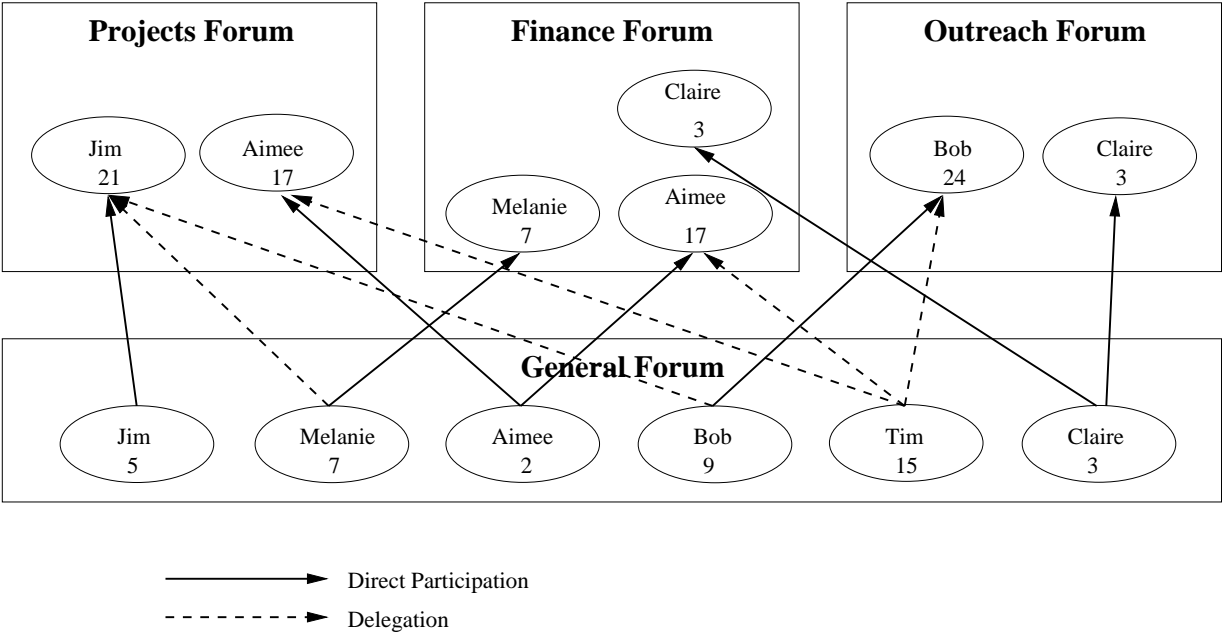 Projects Forum
Finance Forum
Outreach Forum
Claire
3
Jim
21
Aimee
17
Melanie
7
Aimee
17
Bob
24
Claire
3
General Forum
Jim
5
Melanie
7
Aimee
2
Bob
9
Tim
15
Claire
3
Direct Participation
Delegation